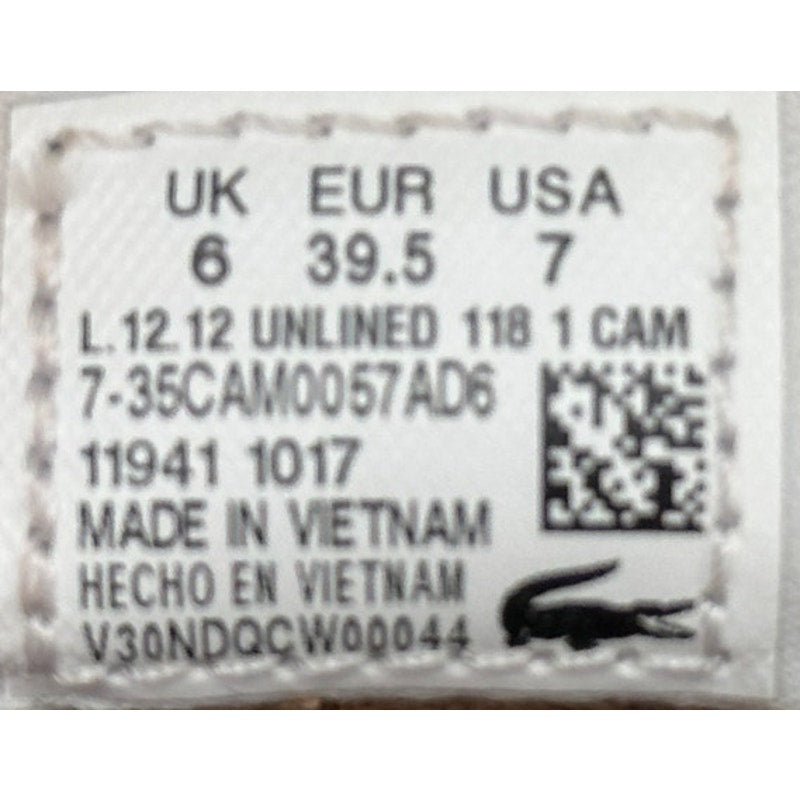 UK EUR USA
6 39.5 7
L.12.12 UNLINED 118 1 CAM
7-35CAM0057AD6
11941 1017
MADE IN VIETNAM
HECHO EN VIETNAM
V30NDQCW00044